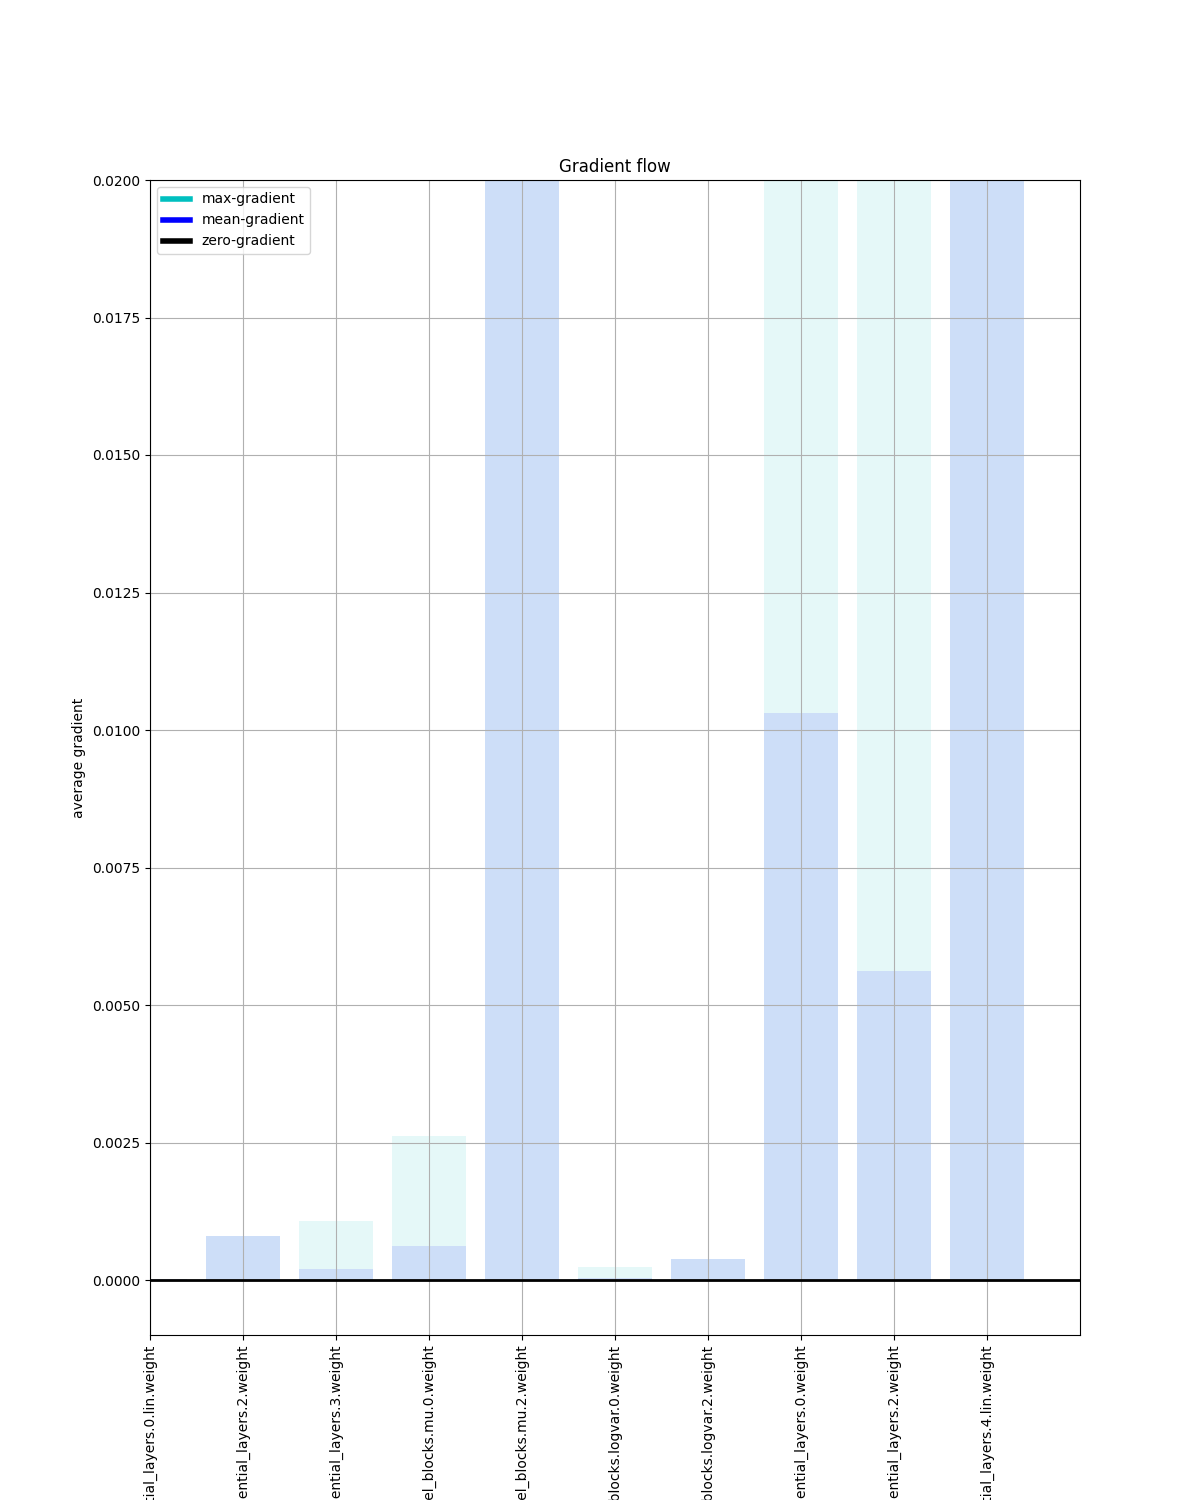 Gradient flow
max-gradient
mean-gradient
zero-gradient
0.0200
0.0175
0.0150
0.0125
0.0100
0.0075
0.0050
0.0025
0.0000
average gradient
tial_layers.0.lin.weight
ential_layers.2.weight
ential_layers.3.weight
el_blocks.mu.0.weight
el_blocks.mu.2.weight
blocks.logvar.0.weight
blocks.logvar.2.weight
ential_layers.0.weight
ential_layers.2.weight
tial_layers.4.lin.weight